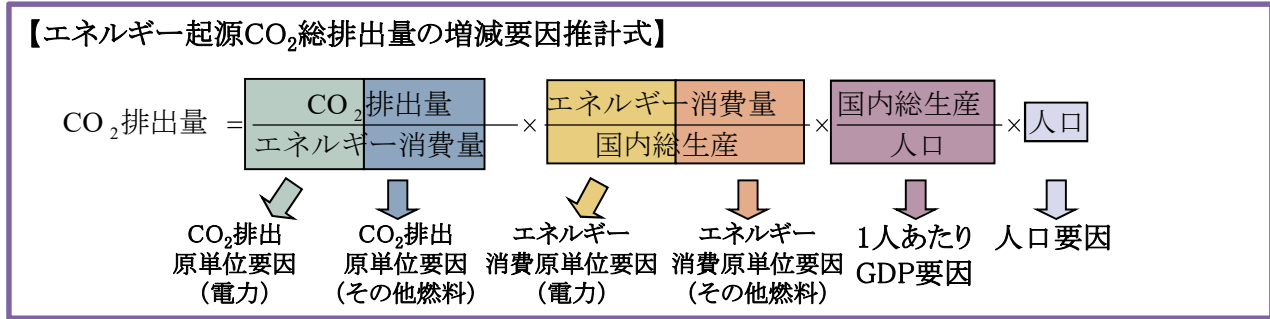 【エネルギー起源CO₂総排出量の増減要因推計式】
CO₂排出量 = CO₂排出量 / エネルギー消費量 × エネルギー消費量 / 国内総生産 × 国内総生産 / 人口 × 人口
CO₂排出原単位要因(電力)
CO₂排出原単位要因(その他燃料)
エネルギー消費原単位要因(電力)
エネルギー消費原単位要因(その他燃料)
1人あたりGDP要因
人口要因